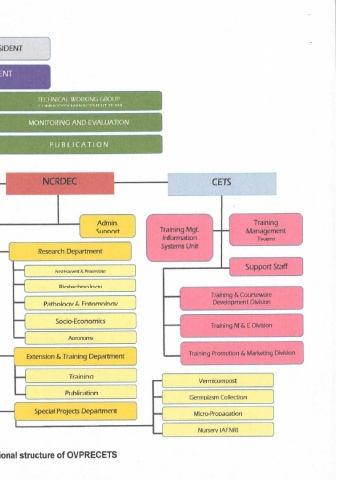 SIDENT
ENT
TECHNICAL WORKING GROUP
MONITORING AND EVALUATION
PUBLICATION
NCRDEC
CETS
Admin.
Support
Training Mgt.
Information
Systems Unit
Training
Management
Teams
Research Department
Support Staff
Biotechnology
Pathology & Entomology
Socio-Economics
Agronomy
Training & Courseware
Development Division
Training M & E Division
Extension & Training Department
Training Promotion & Marketing Division
Training
Publication
Special Projects Department
Vermicompost
Germplasm Collection
Micro-Propagation
Nursery (AFNR)
ional structure of OVPRECETS